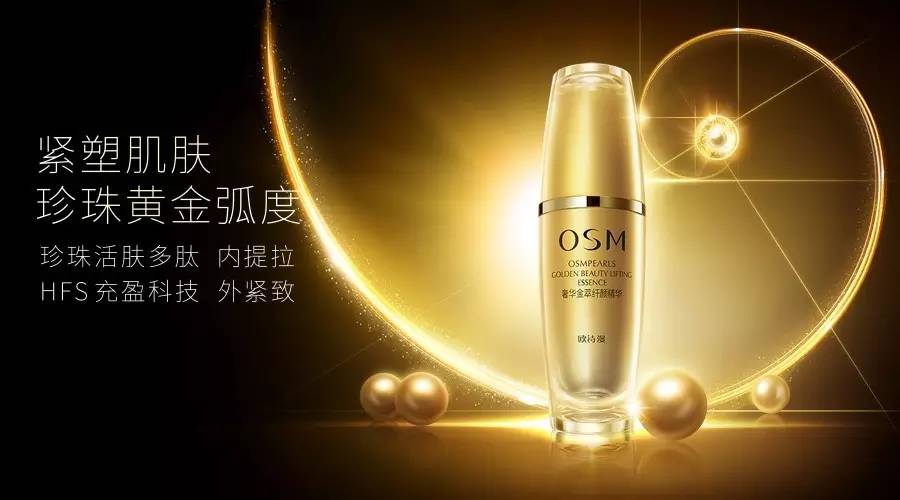 紧塑肌肤
珍珠黄金弧度
珍珠活肤多肽 内提拉
HFS 充盈科技 外紧致
OSM
OSMPEARLS
GOLDEN BEAUTY LIFTING
ESSENCE
奢华金萃纤颜精华
欧诗漫